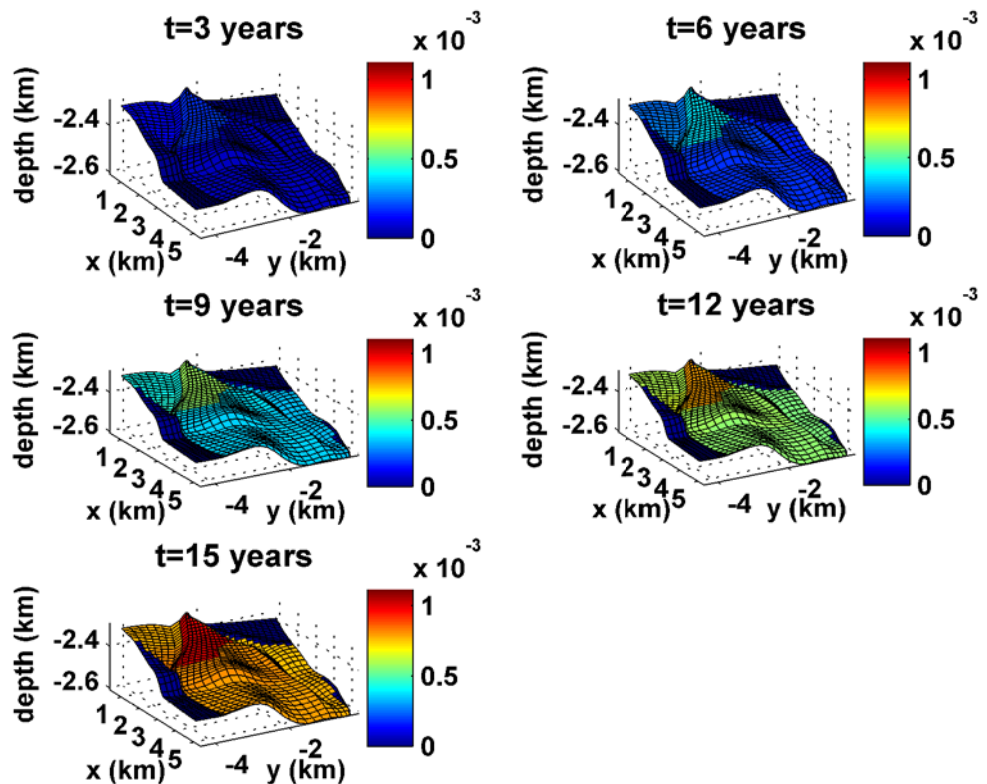 t=3 years
x 10^-3
depth (km)
-2.4
-2.6
1
2
3
4
5
x (km)
-4
-2
y (km)
1
0.5
0
t=6 years
x 10^-3
depth (km)
-2.4
-2.6
1
2
3
4
5
x (km)
-4
-2
y (km)
1
0.5
0
t=9 years
x 10^-3
depth (km)
-2.4
-2.6
1
2
3
4
5
x (km)
-4
-2
y (km)
1
0.5
0
t=12 years
x 10^-3
depth (km)
-2.4
-2.6
1
2
3
4
5
x (km)
-4
-2
y (km)
1
0.5
0
t=15 years
x 10^-3
depth (km)
-2.4
-2.6
1
2
3
4
5
x (km)
-4
-2
y (km)
1
0.5
0